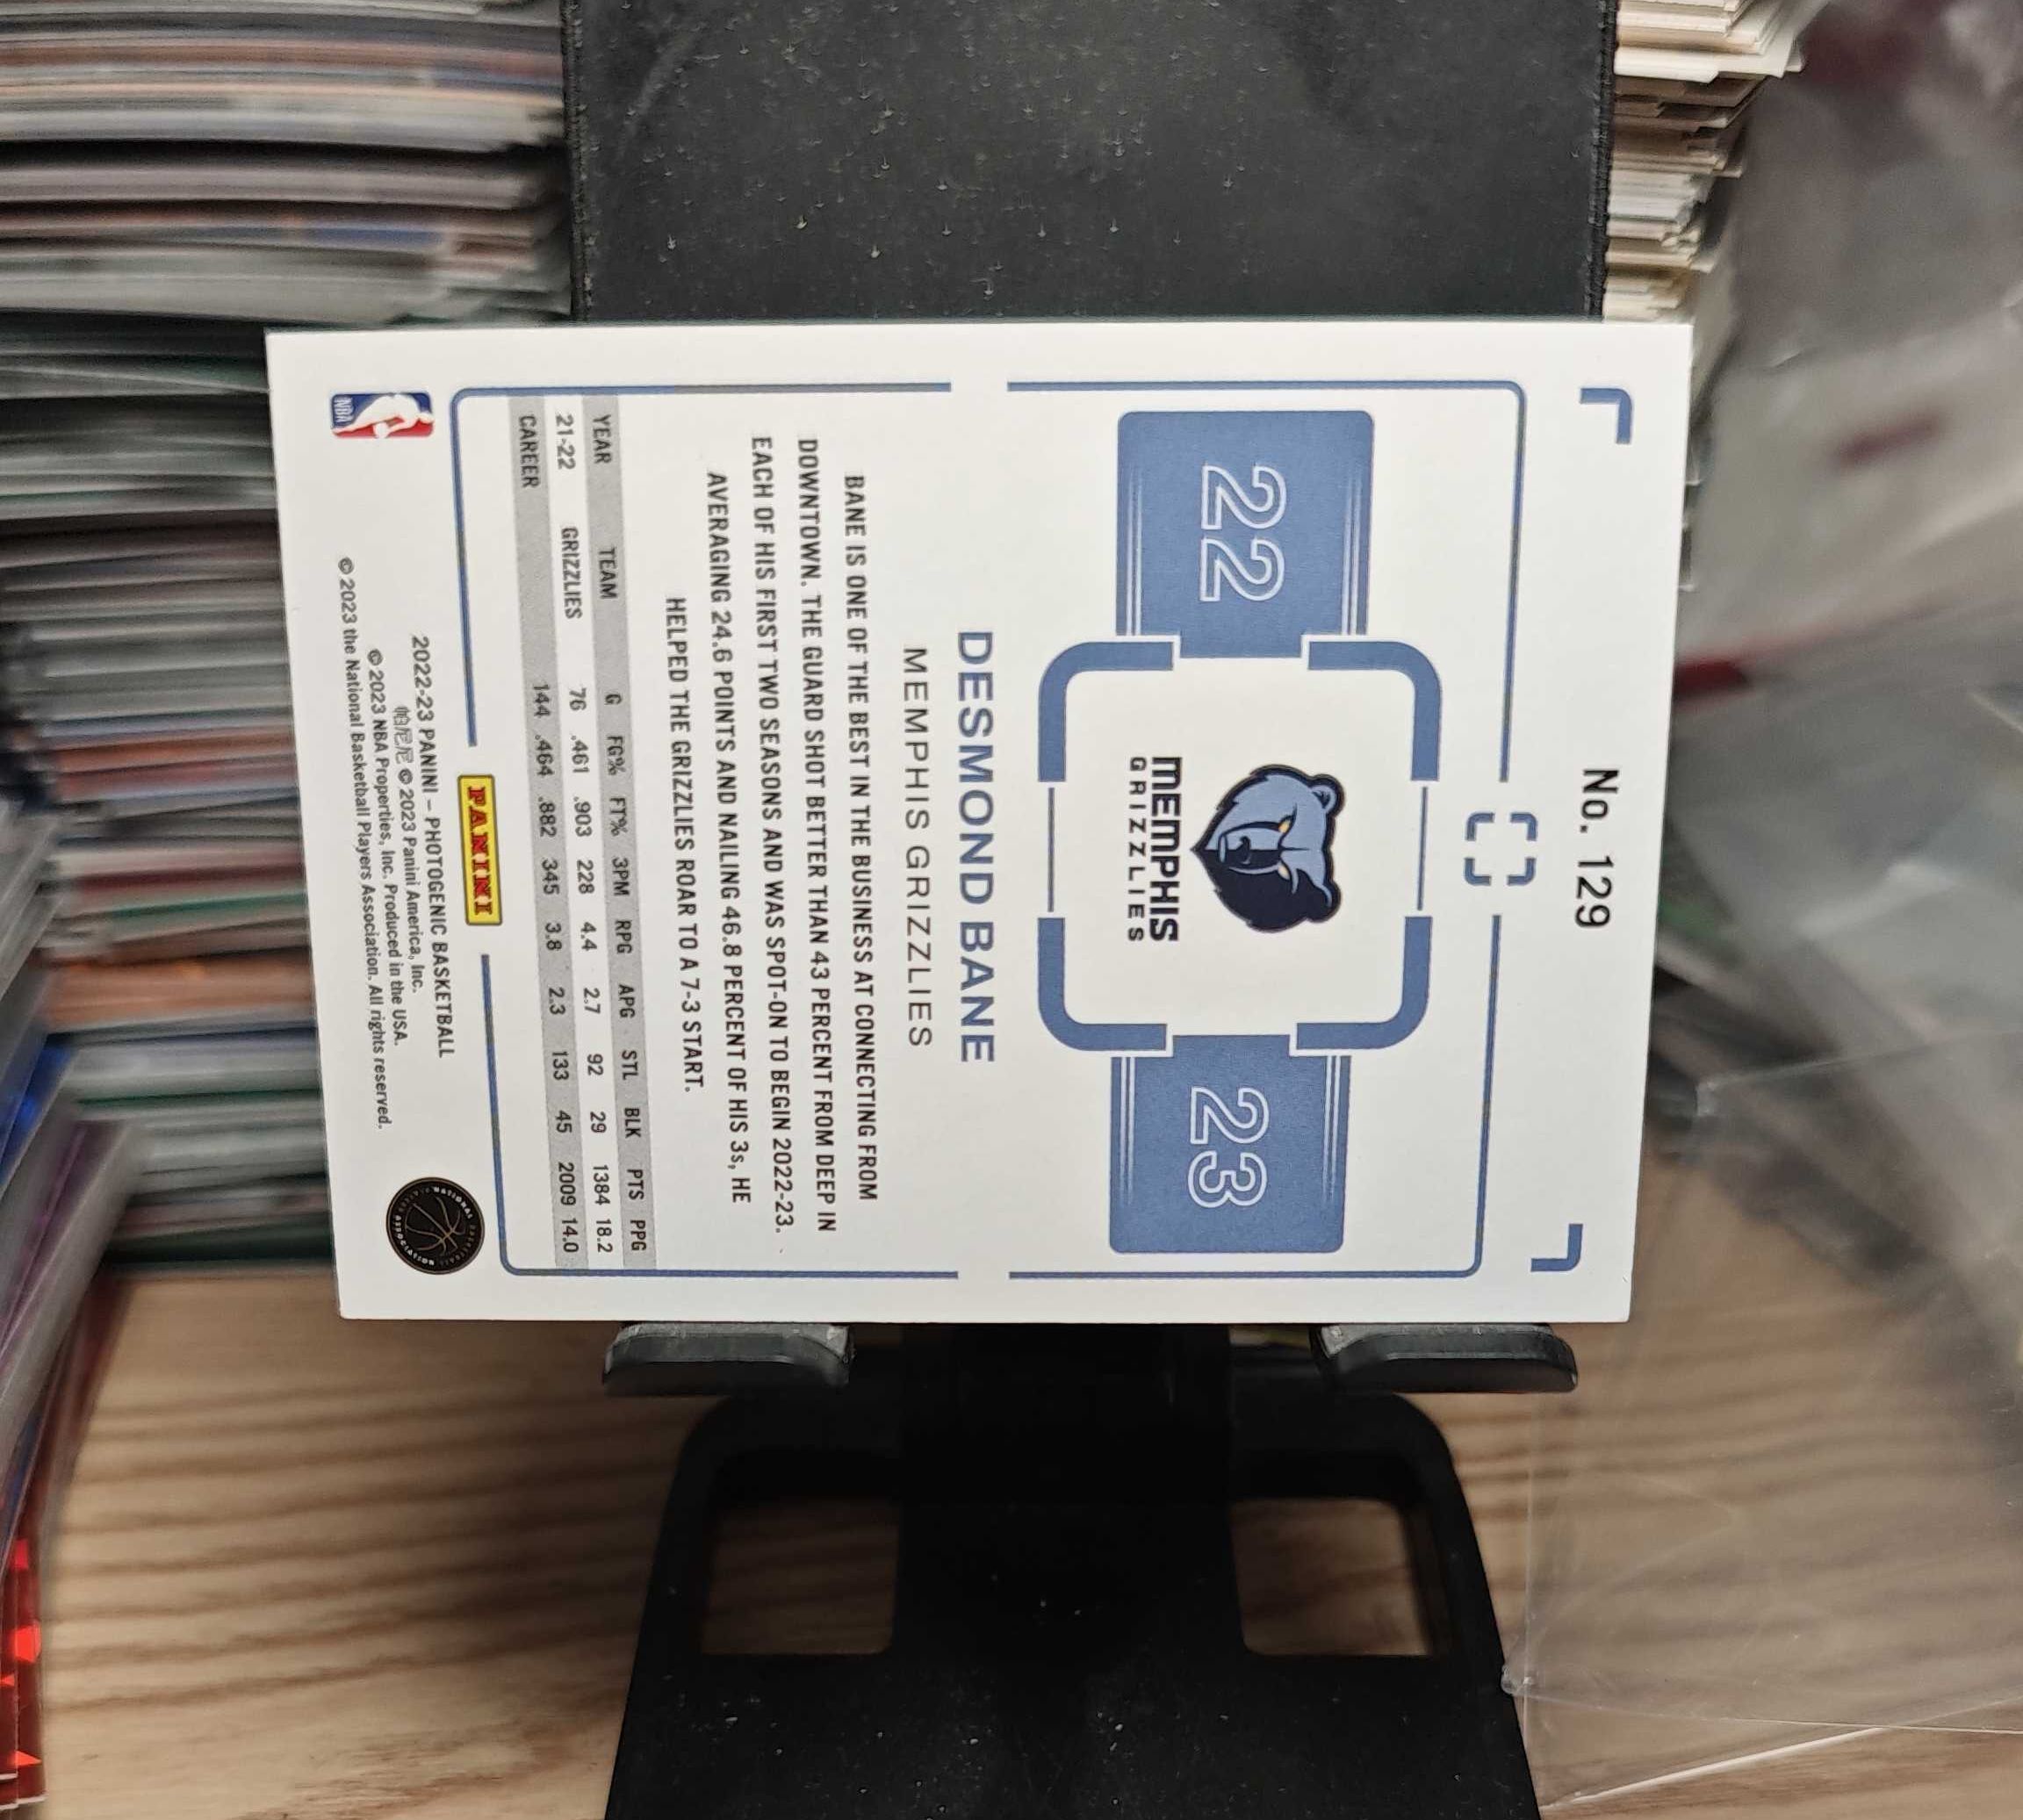 No. 129
22
23
MEMPHIS
GRIZZLIES
DESMOND BANE
MEMPHIS GRIZZLIES
BANE IS ONE OF THE BEST IN THE BUSINESS AT CONNECTING FROM
DOWNTOWN. THE GUARD SHOT BETTER THAN 43 PERCENT FROM DEEP IN
EACH OF HIS FIRST TWO SEASONS AND WAS SPOT-ON TO BEGIN 2022-23.
AVERAGING 24.6 POINTS AND NAILING 46.8 PERCENT OF HIS 3s, HE
HELPED THE GRIZZLIES ROAR TO A 7-3 START.
YEAR TEAM G FG% FT% 3PM RPG APG STL BLK PTS PPG
21-22 GRIZZLIES 76 .461 .903 228 4.4 2.7 92 29 1384 18.2
CAREER 144 .464 .882 345 3.8 2.3 133 45 2009 14.0
PANINI
2022-23 PANINI – PHOTOGENIC BASKETBALL
帕尼尼 © 2023 Panini America, Inc.
© 2023 NBA Properties, Inc. Produced in the USA.
© 2023 the National Basketball Players Association. All rights reserved.
NBA
NATIONAL BASKETBALL
PLAYERS ASSOCIATION